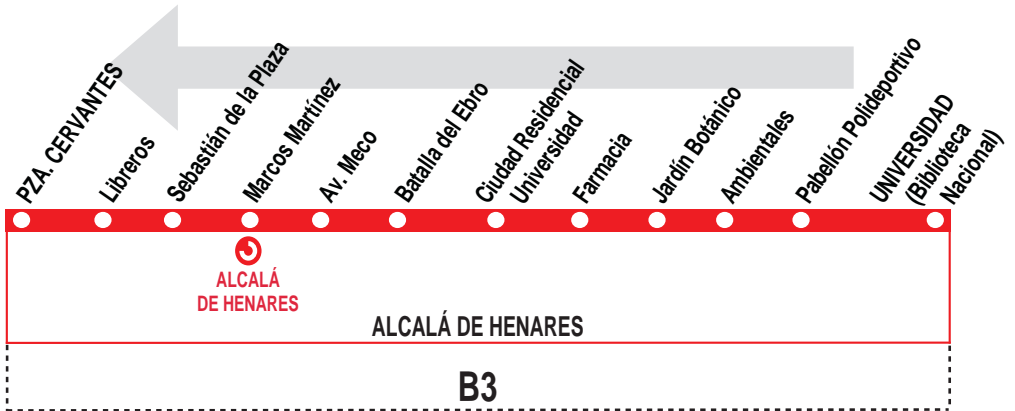 PZA. CERVANTES
Libreros
Sebastián de la Plaza
Marcos Martínez
Av. Meco
Batalla del Ebro
Ciudad Residencial
Universidad
Farmacia
Jardín Botánico
Ambientales
Pabellón Polideportivo
UNIVERSIDAD
(Biblioteca
Nacional)
ALCALÁ
DE HENARES
ALCALÁ DE HENARES
B3